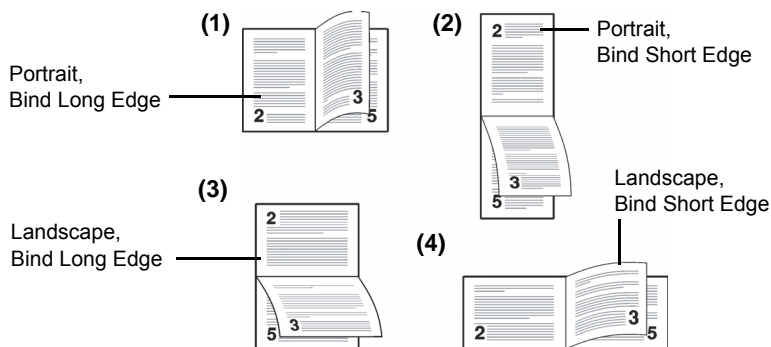 (1)
Portrait,
Bind Long Edge
2
3
5
(2)
2
Portrait,
Bind Short Edge
3
5
(3)
Landscape,
Bind Long Edge
2
3
5
(4)
Landscape,
Bind Short Edge
2
3
5